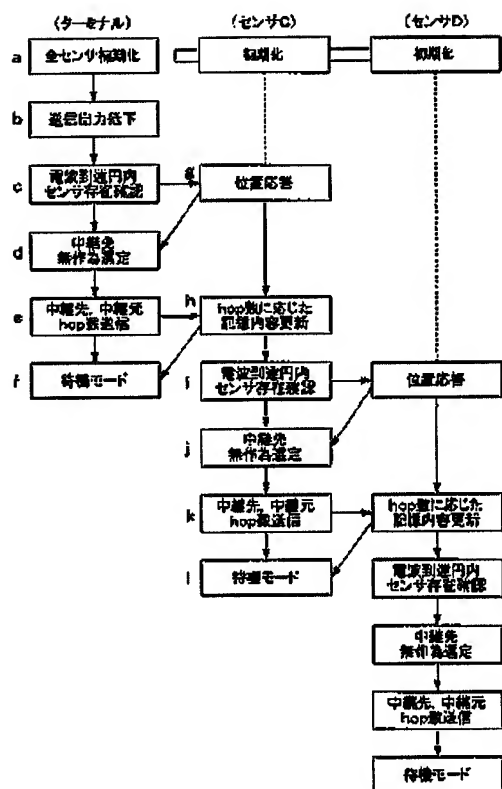 (ターミナル)
(センサC)
(センサD)
a
全センサ初期化
初期化
初期化
b
送信出力低下
c
電波到達円内
センサ存在確認
g
位置応答
d
中継先
無作為選定
e
中継先,中継元
hop数送信
h
hop数に応じた
記憶内容更新
f
待機モード
i
電波到達円内
センサ存在確認
位置応答
j
中継先
無作為選定
k
中継先,中継元
hop数送信
hop数に応じた
記憶内容更新
l
待機モード
電波到達円内
センサ存在確認
中継先
無作為選定
中継先,中継元
hop数送信
待機モード